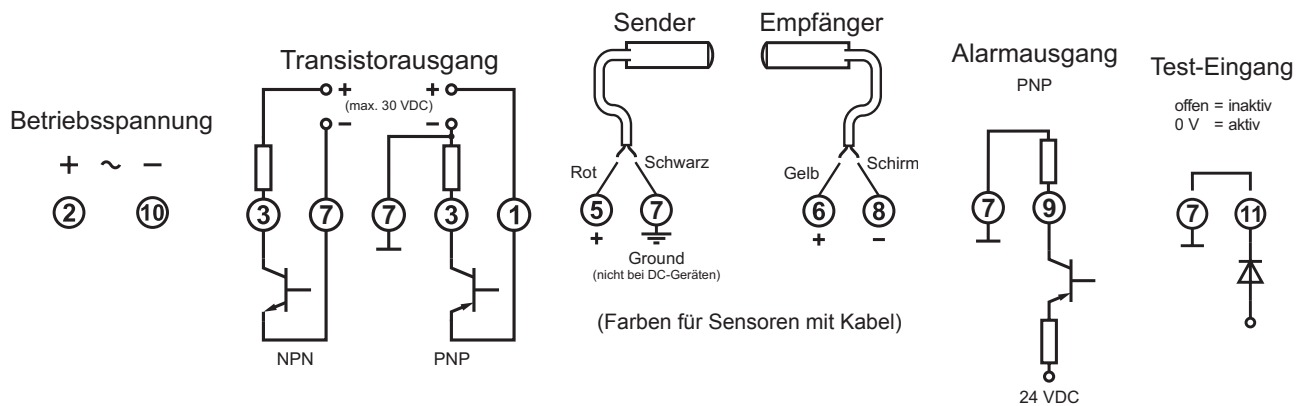 Betriebsspannung
+ ~ −
2 10
Transistorausgang
+ +
(max. 30 VDC)
− −
3 7 7 3 1
NPN PNP
Sender
Rot Schwarz
5 7
+
Ground
(nicht bei DC-Geräten)
Empfänger
Gelb Schirm
6 8
+ −
(Farben für Sensoren mit Kabel)
Alarmausgang
PNP
7 9
24 VDC
Test-Eingang
offen = inaktiv
0 V = aktiv
7 11